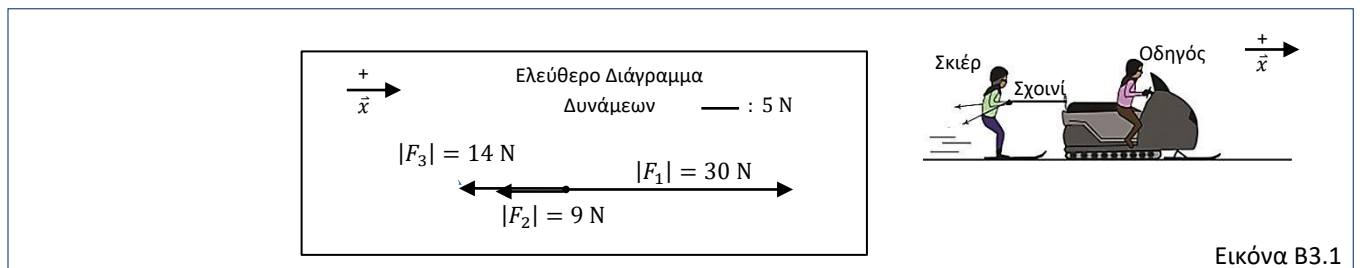 +
x⃗
Ελεύθερο Διάγραμμα
Δυνάμεων : 5 N
|F₃| = 14 N
|F₁| = 30 N
|F₂| = 9 N
Σκιέρ
Σχοινί
Οδηγός
+
x⃗
Εικόνα Β3.1